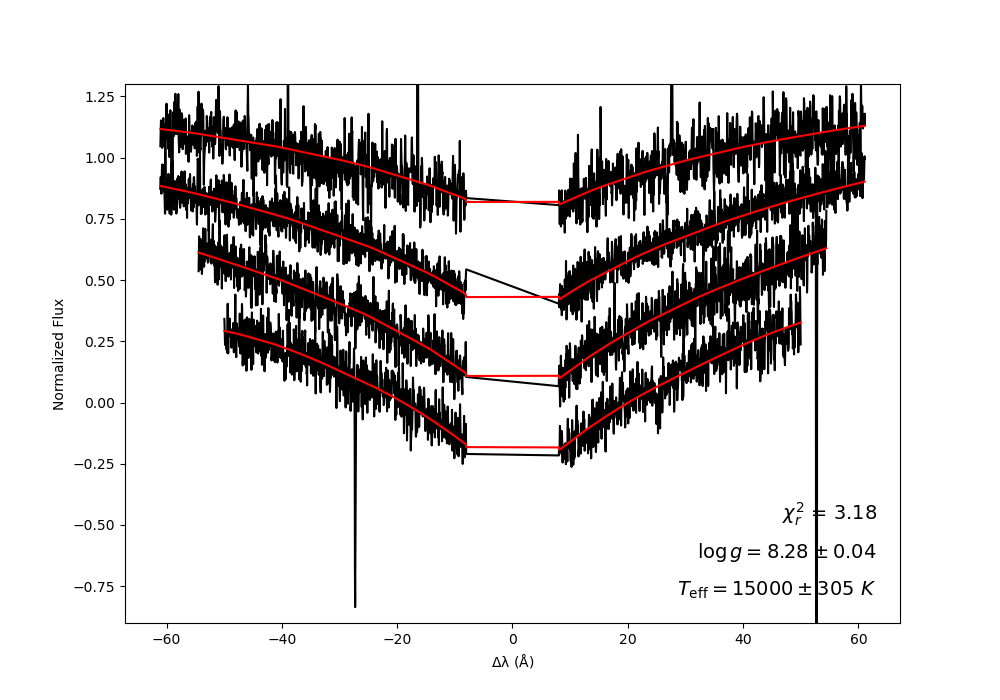 1.25
1.00
0.75
0.50
0.25
0.00
−0.25
−0.50
−0.75
Normalized Flux
χ²ᵣ = 3.18
log g = 8.28 ± 0.04
T_eff = 15000 ± 305 K
−60 −40 −20 0 20 40 60
Δλ (Å)